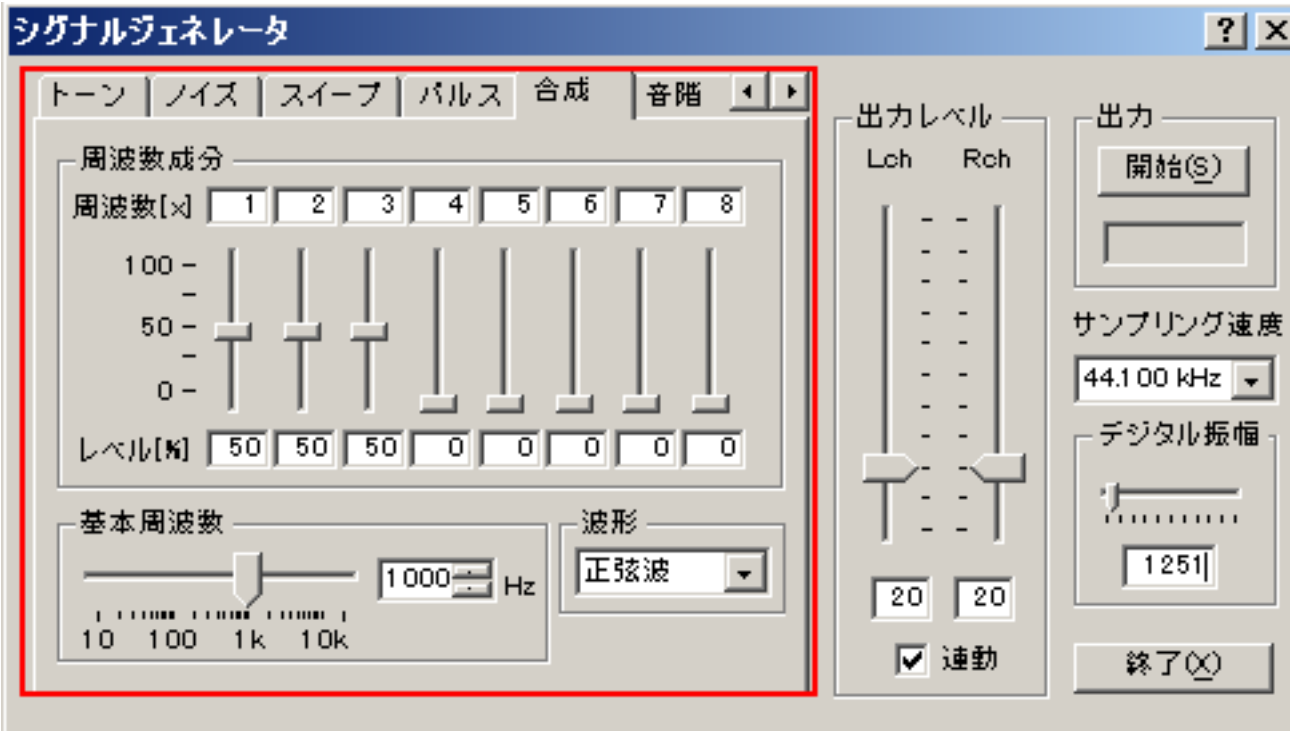 シグナルジェネレータ
トーン ノイズ スイープ パルス 合成 音階
周波数成分
周波数[x] 1 2 3 4 5 6 7 8
100
50
0
レベル[%] 50 50 50 0 0 0 0 0
基本周波数
1000 Hz
10 100 1k 10k
波形
正弦波
出力レベル
Lch Rch
20 20
連動
出力
開始(S)
サンプリング速度
44.100 kHz
デジタル振幅
1251
終了(X)